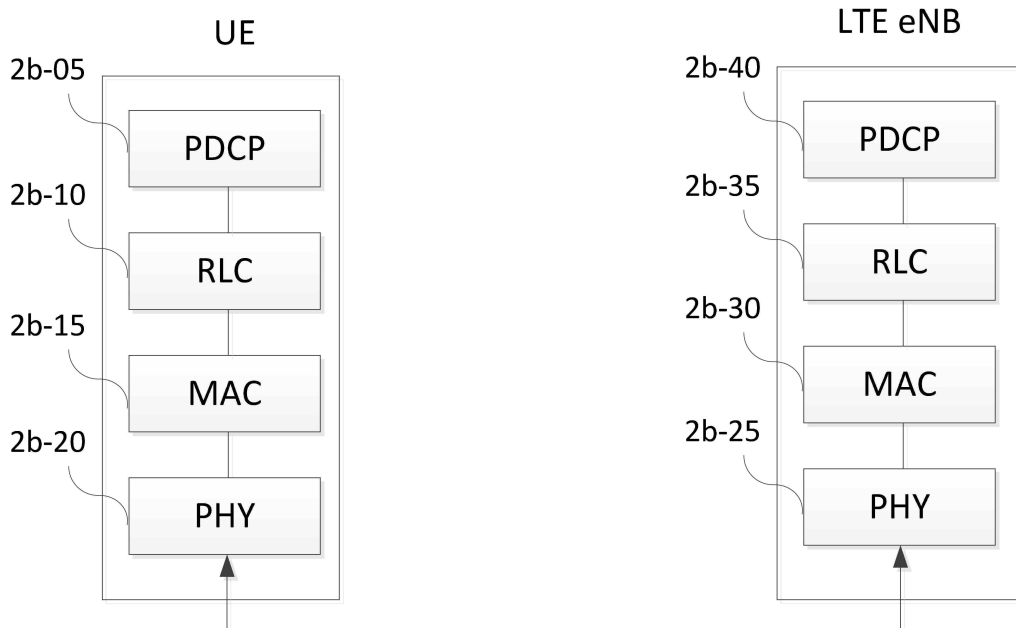 UE
2b-05
PDCP
2b-10
RLC
2b-15
MAC
2b-20
PHY
LTE eNB
2b-40
PDCP
2b-35
RLC
2b-30
MAC
2b-25
PHY